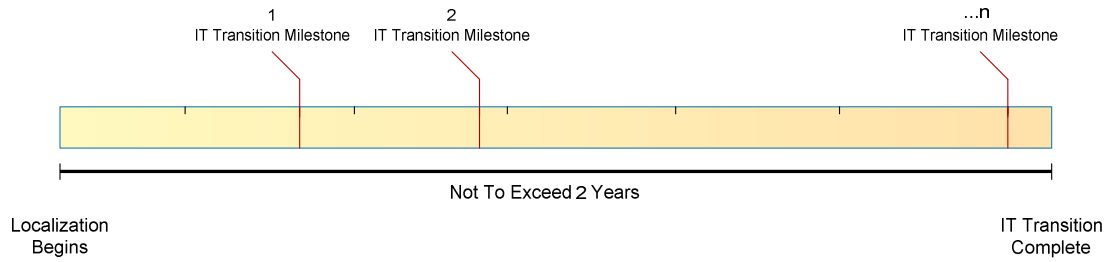 1
IT Transition Milestone
2
IT Transition Milestone
...n
IT Transition Milestone
Not To Exceed 2 Years
Localization
Begins
IT Transition
Complete